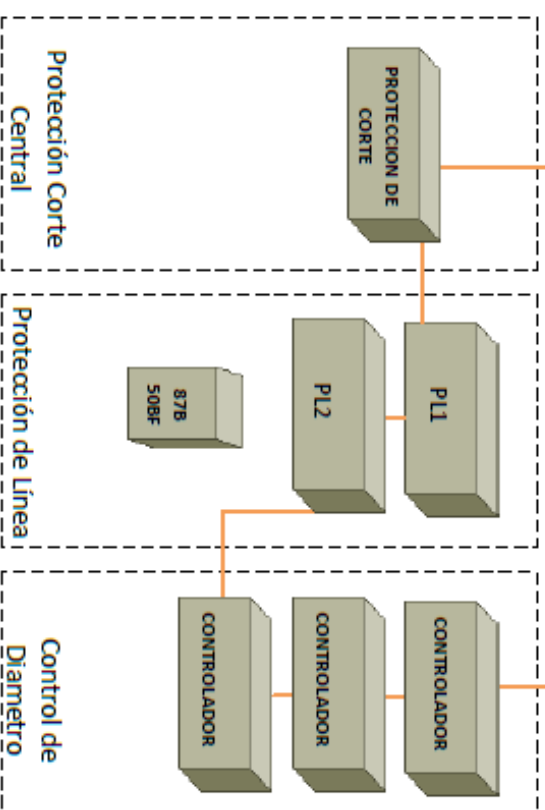 PROTECCION DE
CORTE
Protección Corte
Central
PL1
PL2
87B
50BF
Protección de Línea
CONTROLADOR
CONTROLADOR
CONTROLADOR
Control de
Diametro